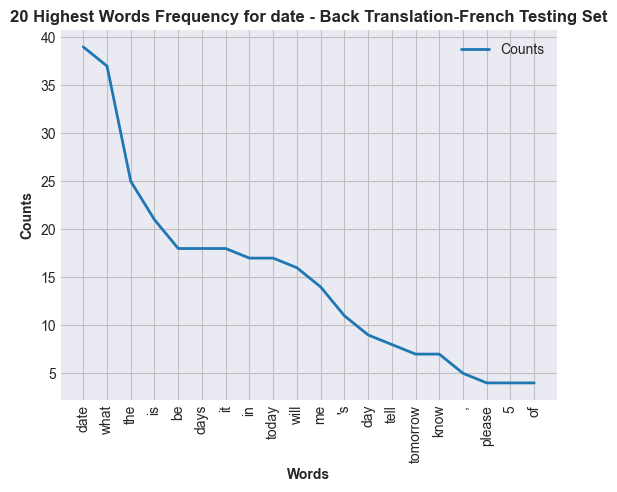 20 Highest Words Frequency for date - Back Translation-French Testing Set
Counts
40
35
30
25
20
15
10
5
Counts
date
what
the
is
be
days
it
in
today
will
me
's
day
tell
tomorrow
know
,
please
5
of
Words